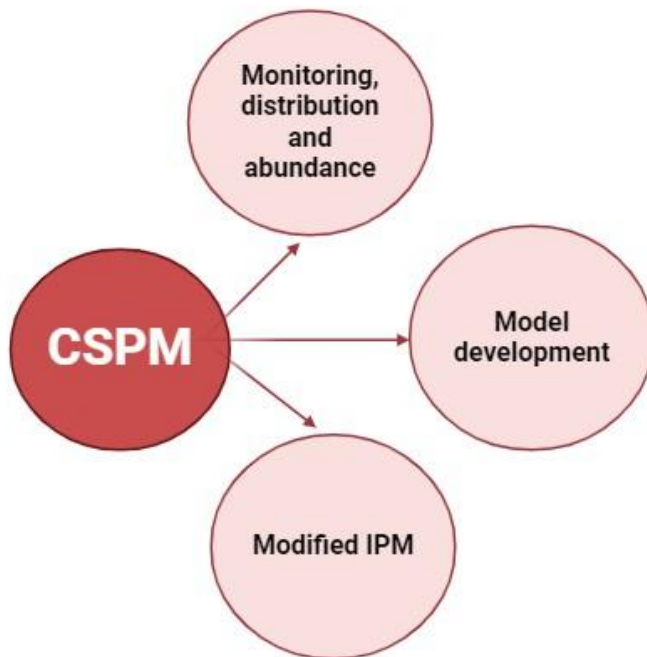 Monitoring,
distribution
and
abundance
CSPM
Model
development
Modified IPM